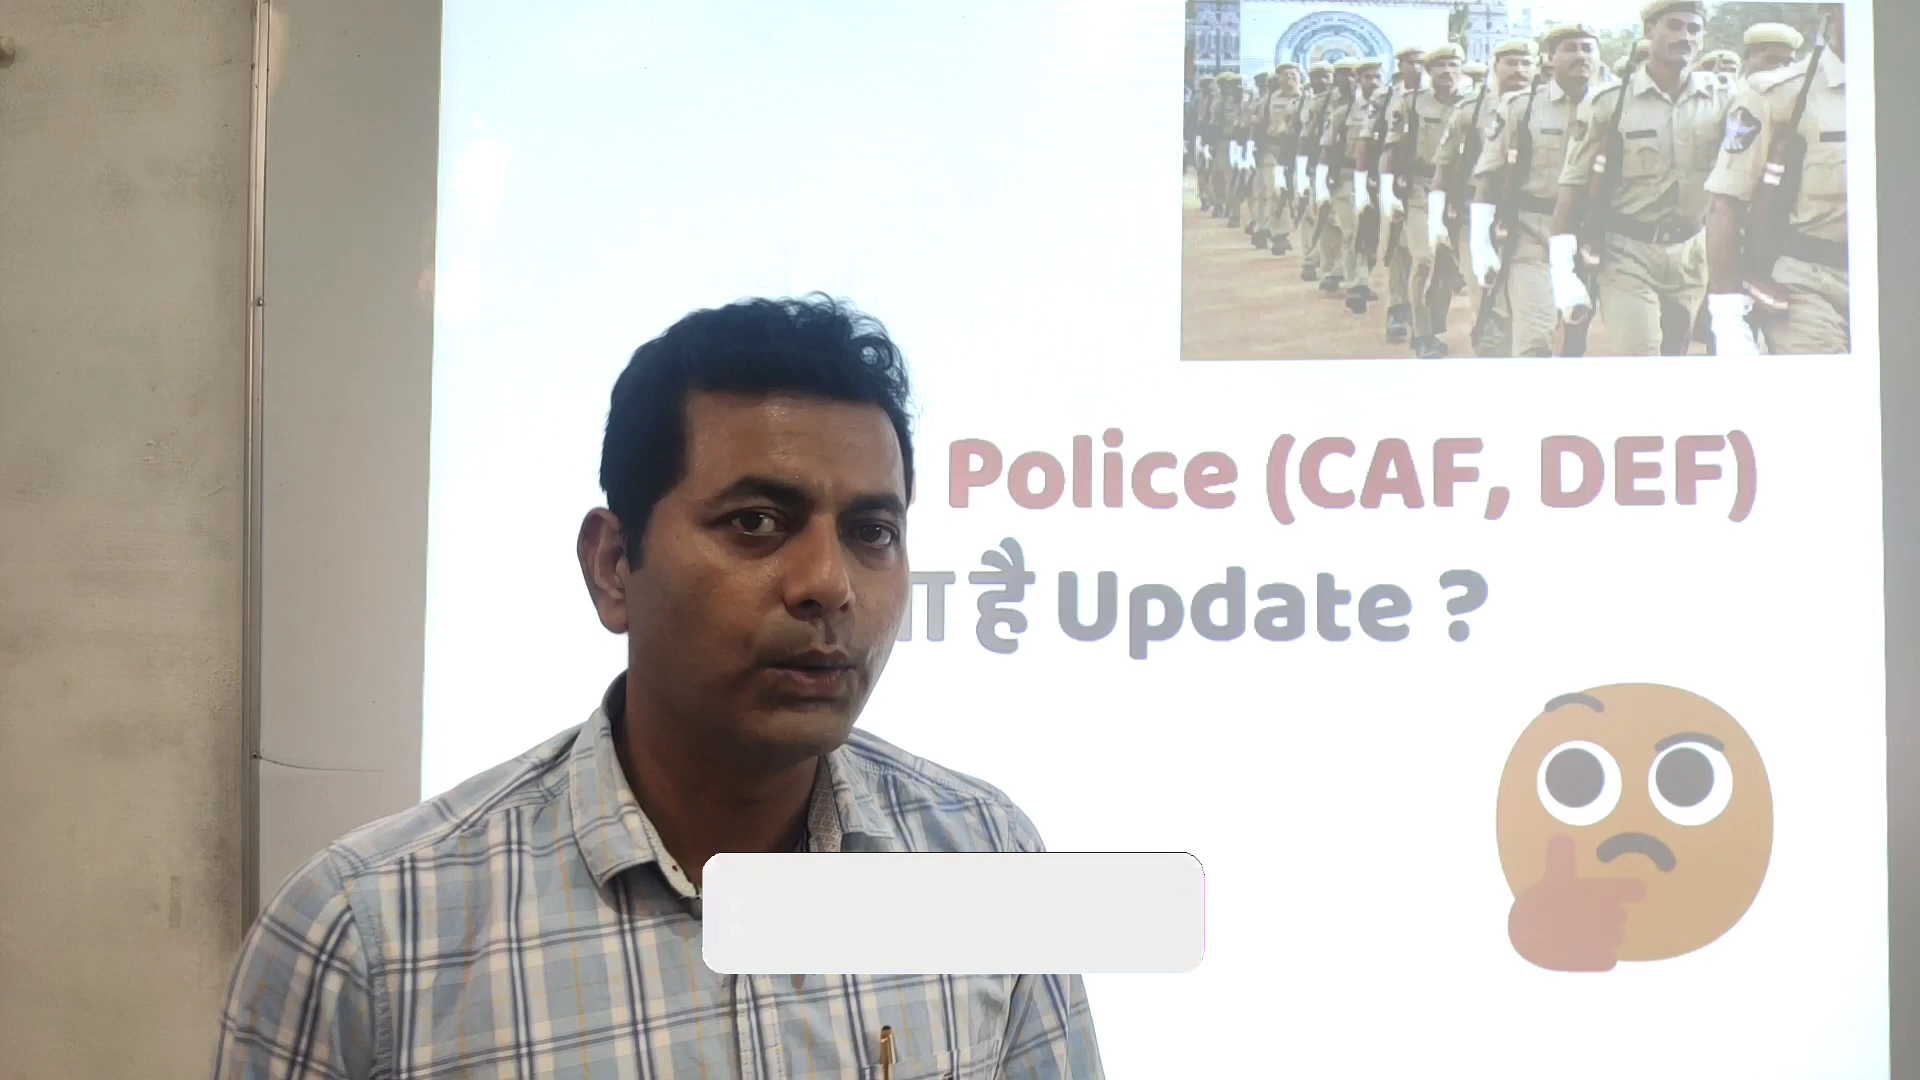 Police (CAF, DEF)
है Update ?